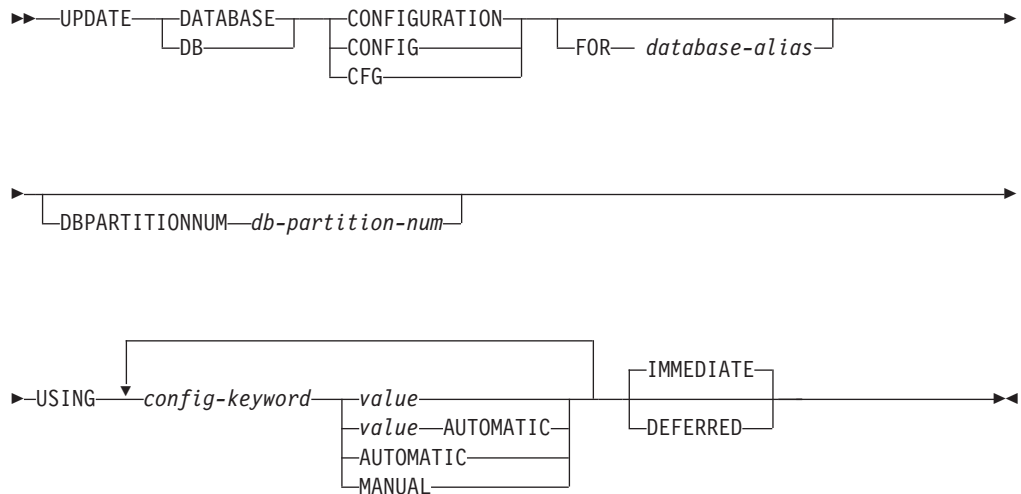 UPDATE DATABASE CONFIGURATION
DB CONFIG FOR database-alias
CFG
DBPARTITIONNUM db-partition-num
IMMEDIATE
USING config-keyword value
value AUTOMATIC DEFERRED
AUTOMATIC
MANUAL